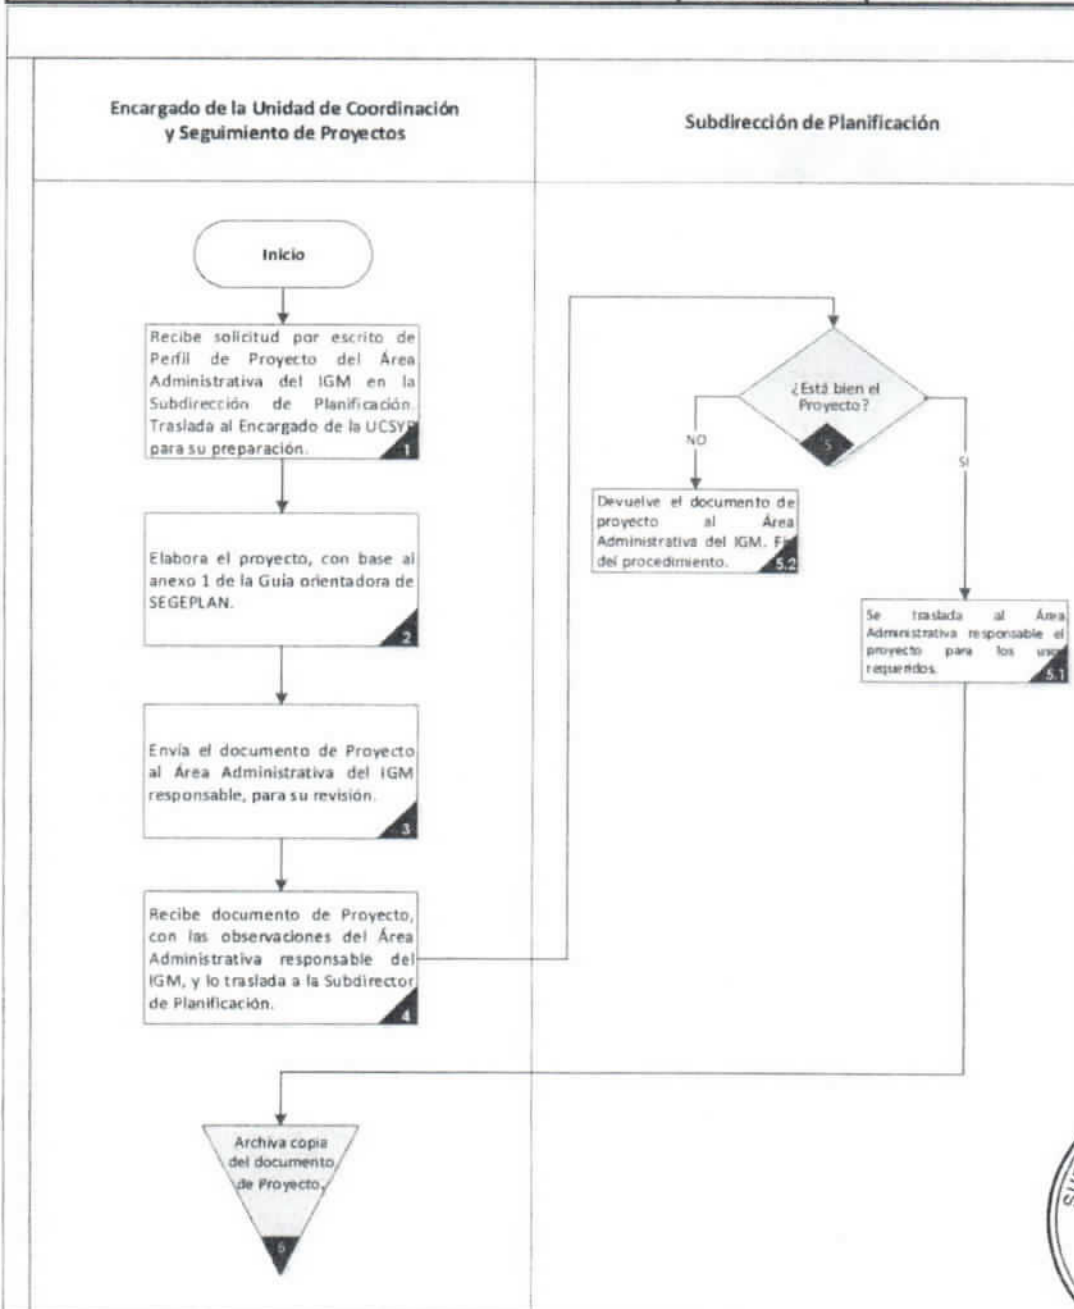 Encargado de la Unidad de Coordinación
y Seguimiento de Proyectos
Subdirección de Planificación
Inicio
Recibe solicitud por escrito de
Perfil de Proyecto del Área
Administrativa del IGM en la
Subdirección de Planificación.
Traslada al Encargado de la
para su preparación.
1
Elabora el proyecto, con base al
anexo 1 de la Guía orientadora de
SEGEPLAN.
2
Envía el documento de Proyecto
al Área Administrativa del IGM
responsable, para su revisión.
3
Recibe documento de Proyecto,
con las observaciones del Área
Administrativa responsable del
IGM, y lo traslada a la Subdirector
de Planificación.
4
¿Está bien el
Proyecto?
5
NO
SI
Devuelve el documento de
proyecto al Área
Administrativa del IGM.
del procedimiento.
5.2
Se traslada al Área
Administrativa responsable el
proyecto para los
requeridos.
5.1
Archiva copia
del documento
de Proyecto.
6